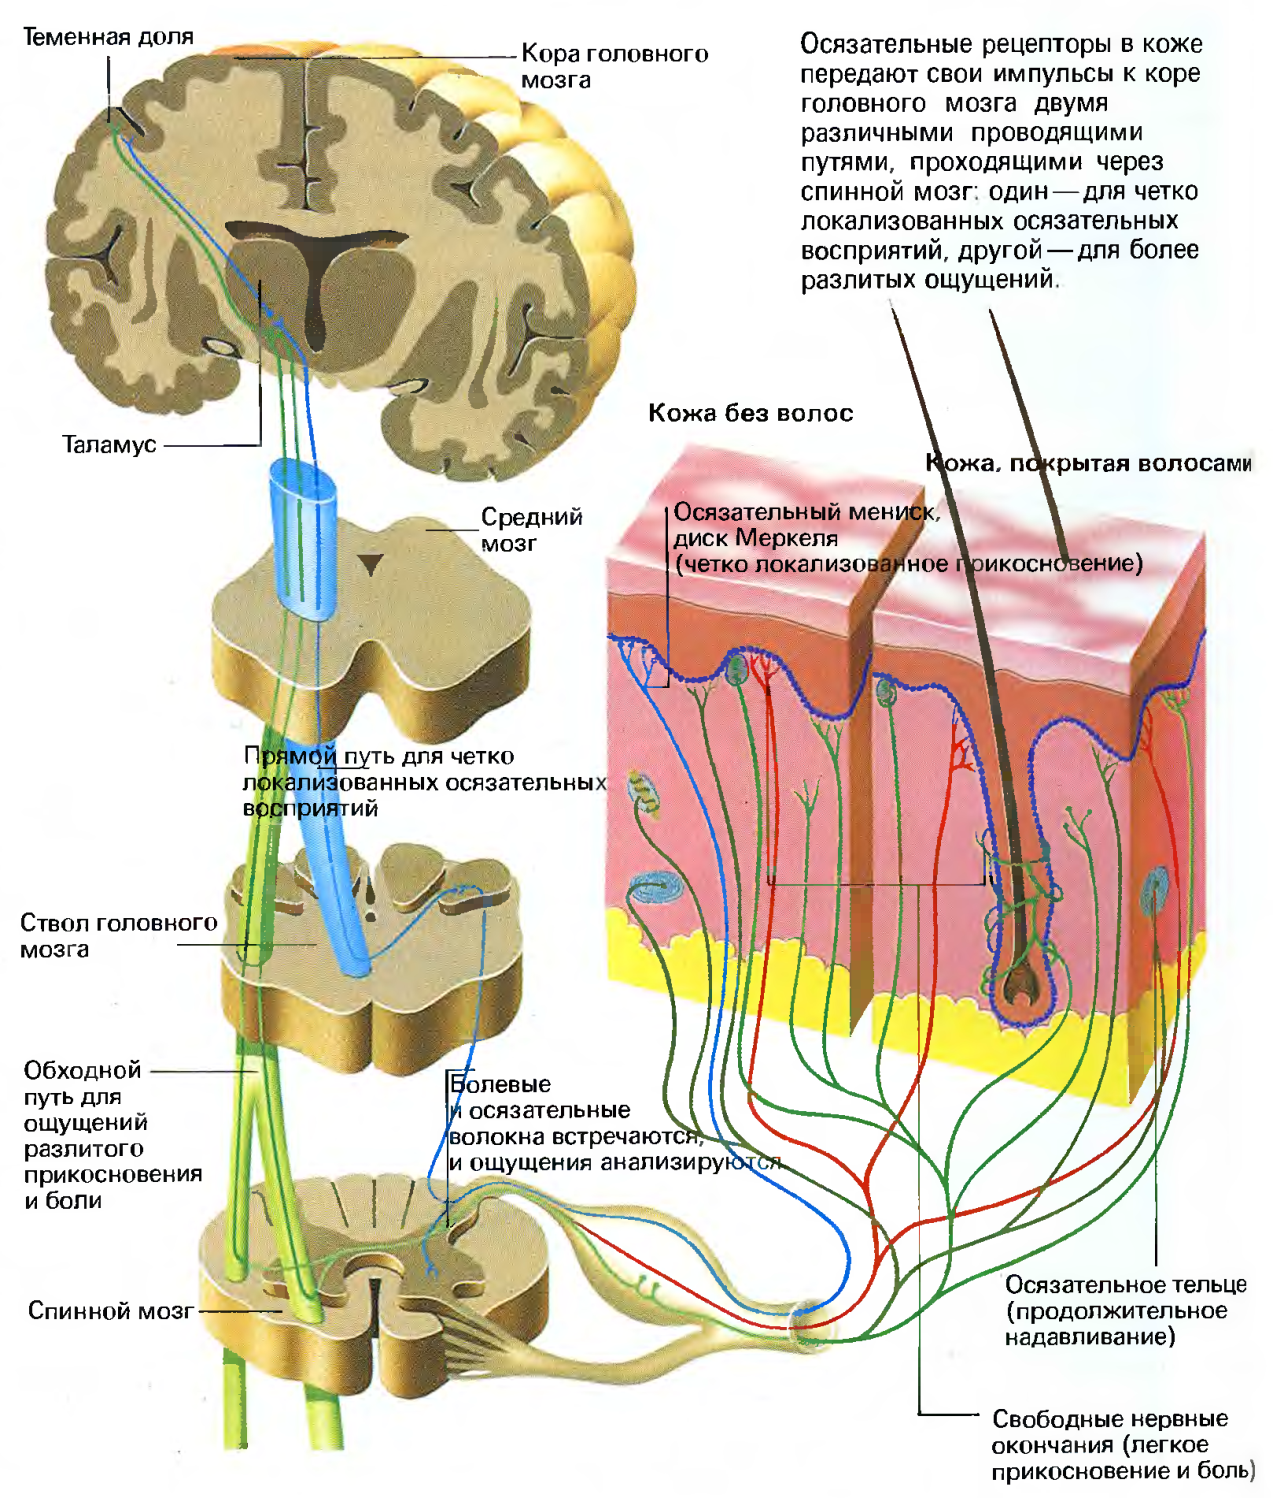 Теменная доля
Кора головного
мозга
Осязательные рецепторы в коже
передают свои импульсы к коре
головного мозга двумя
различными проводящими
путями, проходящими через
спинной мозг: один — для четко
локализованных осязательных
восприятий, другой — для более
разлитых ощущений.
Таламус
Кожа без волос
Кожа, покрытая волосами
Средний
мозг
Осязательный мениск,
диск Меркеля
(четко локализованное прикосновение)
Прямой путь для четко
локализованных осязательных
восприятий
Ствол головного
мозга
Обходной
путь для
ощущений
разлитого
прикосновения
и боли
Болевые
и осязательные
волокна встречаются,
и ощущения анализируются
Спинной мозг
Осязательное тельце
(продолжительное
надавливание)
Свободные нервные
окончания (легкое
прикосновение и боль)